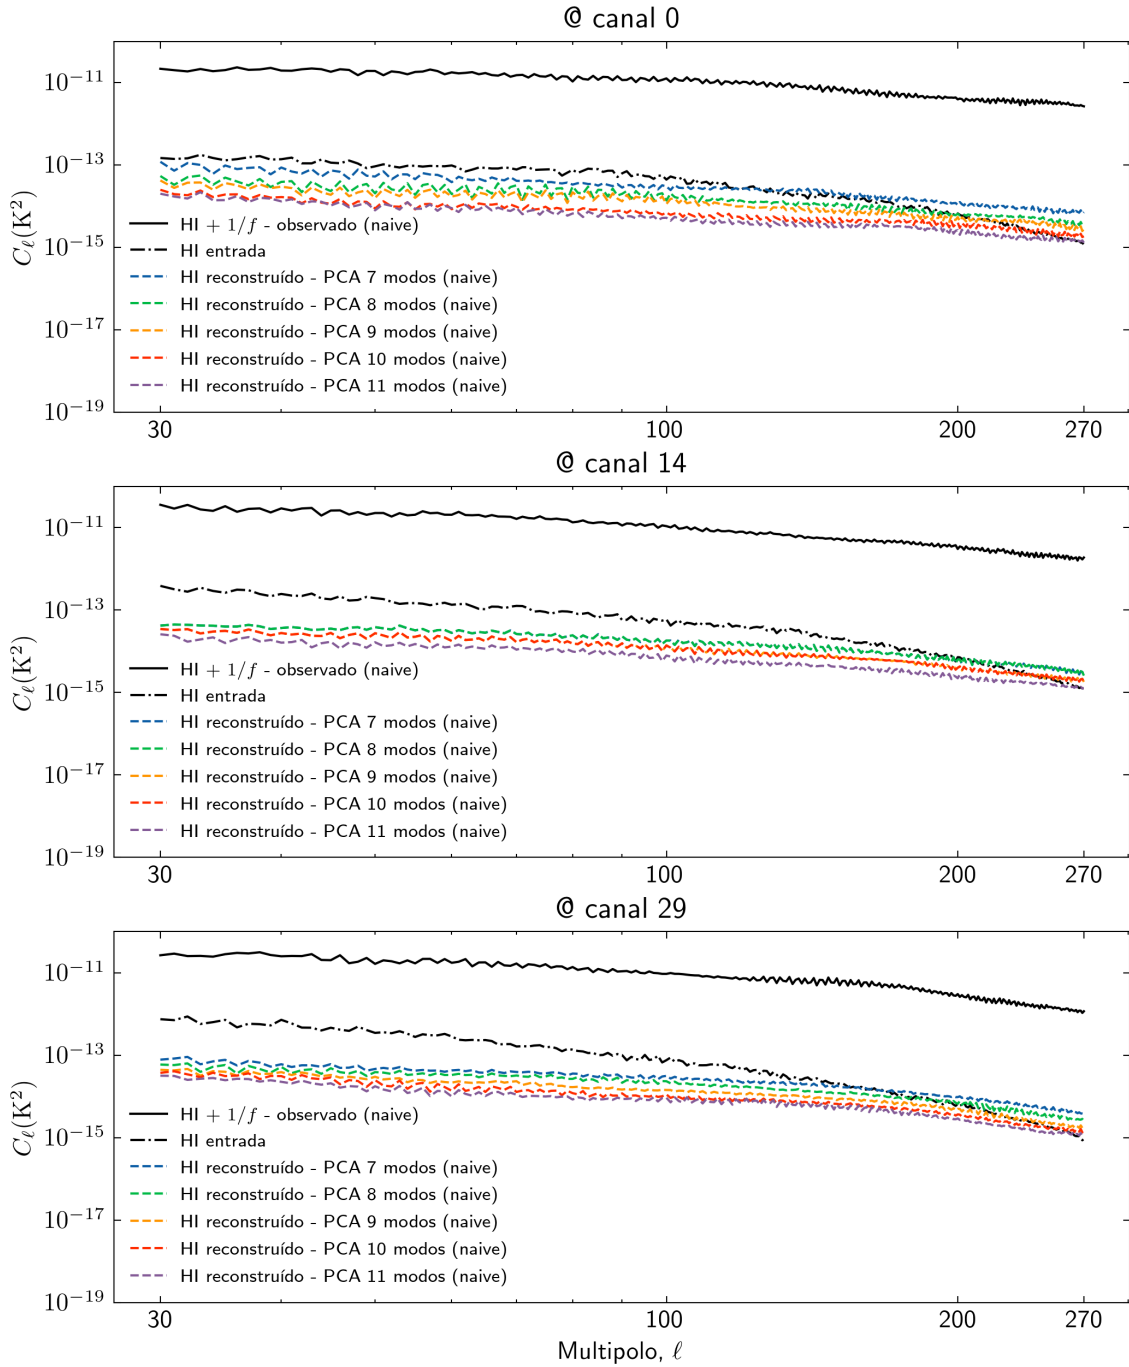 @ canal 0
10⁻¹¹
10⁻¹³
10⁻¹⁵
10⁻¹⁷
10⁻¹⁹
C_ℓ(K²)
HI + 1/f - observado (naive)
HI entrada
HI reconstruído - PCA 7 modos (naive)
HI reconstruído - PCA 8 modos (naive)
HI reconstruído - PCA 9 modos (naive)
HI reconstruído - PCA 10 modos (naive)
HI reconstruído - PCA 11 modos (naive)
30 100 200 270
@ canal 14
10⁻¹¹
10⁻¹³
10⁻¹⁵
10⁻¹⁷
10⁻¹⁹
C_ℓ(K²)
HI + 1/f - observado (naive)
HI entrada
HI reconstruído - PCA 7 modos (naive)
HI reconstruído - PCA 8 modos (naive)
HI reconstruído - PCA 9 modos (naive)
HI reconstruído - PCA 10 modos (naive)
HI reconstruído - PCA 11 modos (naive)
30 100 200 270
@ canal 29
10⁻¹¹
10⁻¹³
10⁻¹⁵
10⁻¹⁷
10⁻¹⁹
C_ℓ(K²)
HI + 1/f - observado (naive)
HI entrada
HI reconstruído - PCA 7 modos (naive)
HI reconstruído - PCA 8 modos (naive)
HI reconstruído - PCA 9 modos (naive)
HI reconstruído - PCA 10 modos (naive)
HI reconstruído - PCA 11 modos (naive)
30 100 200 270
Multipolo, ℓ